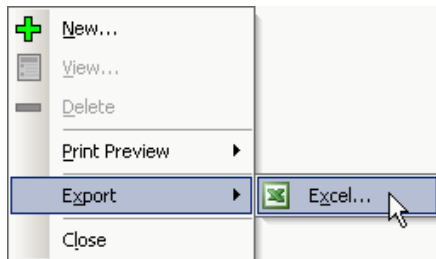 New...
View...
Delete
Print Preview
Export
Excel...
Close